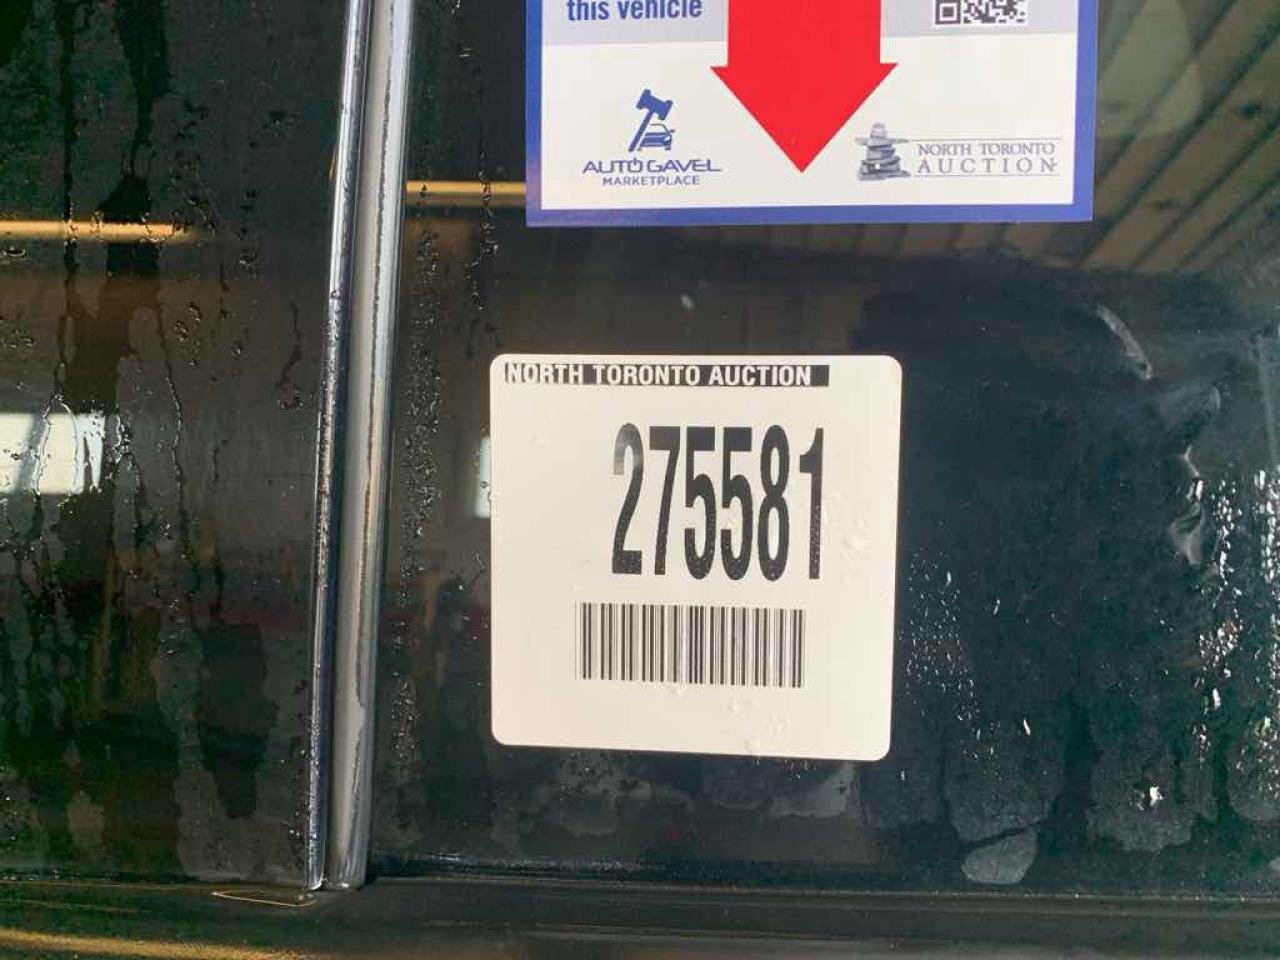 this vehicle
AUTO GAVEL
MARKETPLACE
NORTH TORONTO
AUCTION
NORTH TORONTO AUCTION
275581